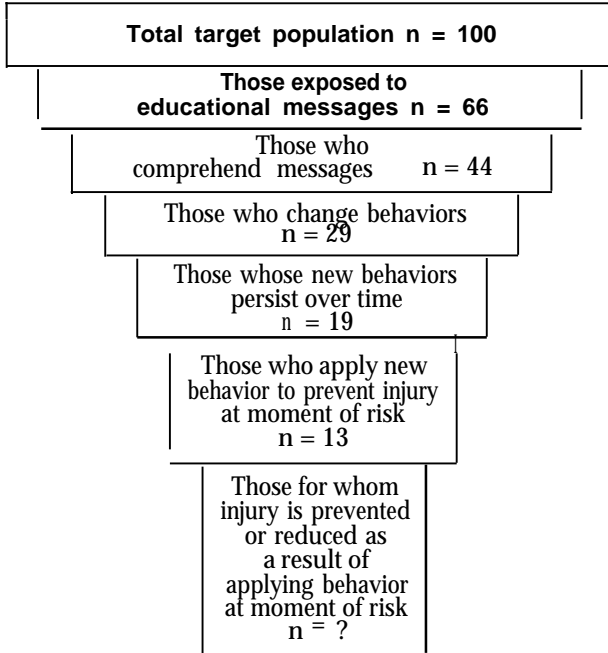 Total target population n = 100
Those exposed to
educational messages n = 66
Those who
comprehend messages n = 44
Those who change behaviors
n = 29
Those whose new behaviors
persist over time
n = 19
Those who apply new
behavior to prevent injury
at moment of risk
n = 13
Those for whom
injury is prevented
or reduced as
a result of
applying behavior
at moment of risk
n = ?